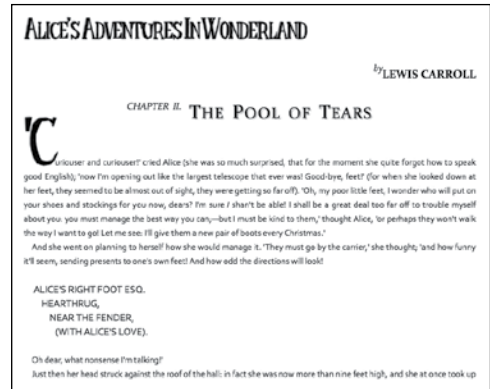 ALICE'S ADVENTURES IN WONDERLAND
by LEWIS CARROLL
CHAPTER II. THE POOL OF TEARS
'Curiouser and curiouser!' cried Alice (she was so much surprised, that for the moment she quite forgot how to speak
good English); 'now I'm opening out like the largest telescope that ever was! Good-bye, feet!' (for when she looked down at
her feet, they seemed to be almost out of sight, they were getting so far off). 'Oh, my poor little feet, I wonder who will put on
your shoes and stockings for you now, dears? I'm sure I shan't be able! I shall be a great deal too far off to trouble myself
about you: you must manage the best way you can;—but I must be kind to them,' thought Alice, 'or perhaps they won't walk
the way I want to go! Let me see: I'll give them a new pair of boots every Christmas.'
And she went on planning to herself how she would manage it. 'They must go by the carrier,' she thought; 'and how funny
it'll seem, sending presents to one's own feet! And how odd the directions will look!
ALICE'S RIGHT FOOT ESQ.
HEARTHRUG,
NEAR THE FENDER,
(WITH ALICE'S LOVE).
Oh dear, what nonsense I'm talking!'
Just then her head struck against the roof of the hall: in fact she was now more than nine feet high, and she at once took up